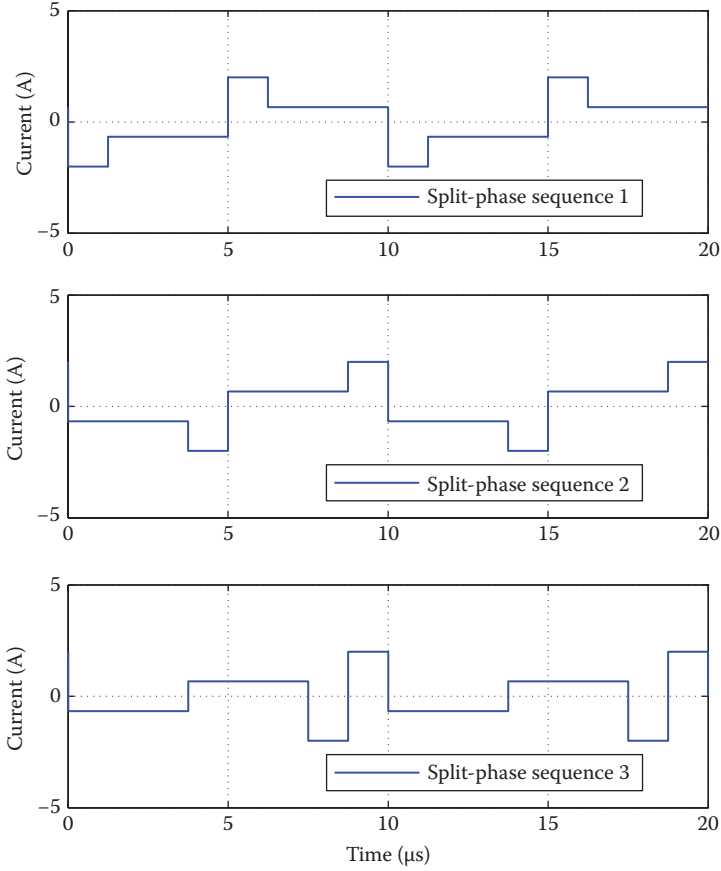 5
0
−5
Current (A)
Split-phase sequence 1
0 5 10 15 20
5
0
−5
Current (A)
Split-phase sequence 2
0 5 10 15 20
5
0
−5
Current (A)
Split-phase sequence 3
0 5 10 15 20
Time (μs)